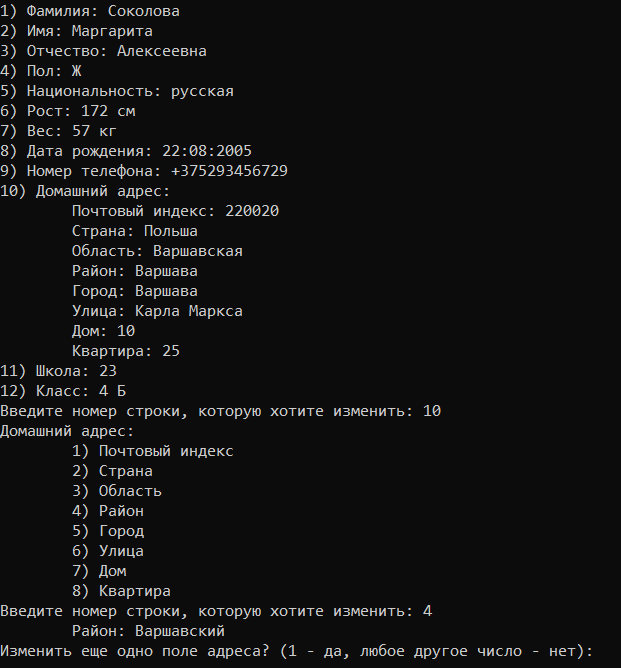 1) Фамилия: Соколова
2) Имя: Маргарита
3) Отчество: Алексеевна
4) Пол: Ж
5) Национальность: русская
6) Рост: 172 см
7) Вес: 57 кг
8) Дата рождения: 22:08:2005
9) Номер телефона: +375293456729
10) Домашний адрес:
Почтовый индекс: 220020
Страна: Польша
Область: Варшавская
Район: Варшава
Город: Варшава
Улица: Карла Маркса
Дом: 10
Квартира: 25
11) Школа: 23
12) Класс: 4 Б
Введите номер строки, которую хотите изменить: 10
Домашний адрес:
1) Почтовый индекс
2) Страна
3) Область
4) Район
5) Город
6) Улица
7) Дом
8) Квартира
Введите номер строки, которую хотите изменить: 4
Район: Варшавский
Изменить еще одно поле адреса? (1 - да, любое другое число - нет):